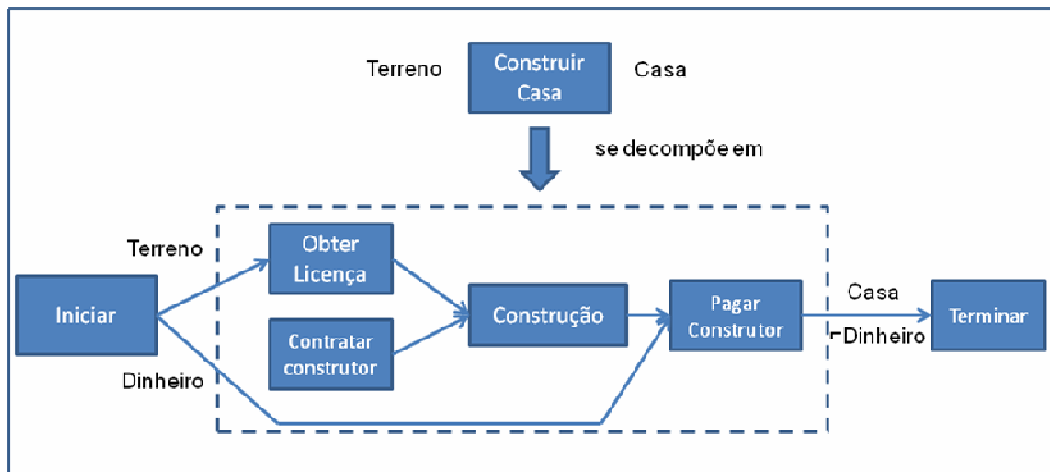 Terreno
Construir
Casa
Casa
se decompõe em
Terreno
Obter
Licença
Iniciar
Contratar
construtor
Construção
Pagar
Construtor
Casa
¬Dinheiro
Terminar
Dinheiro